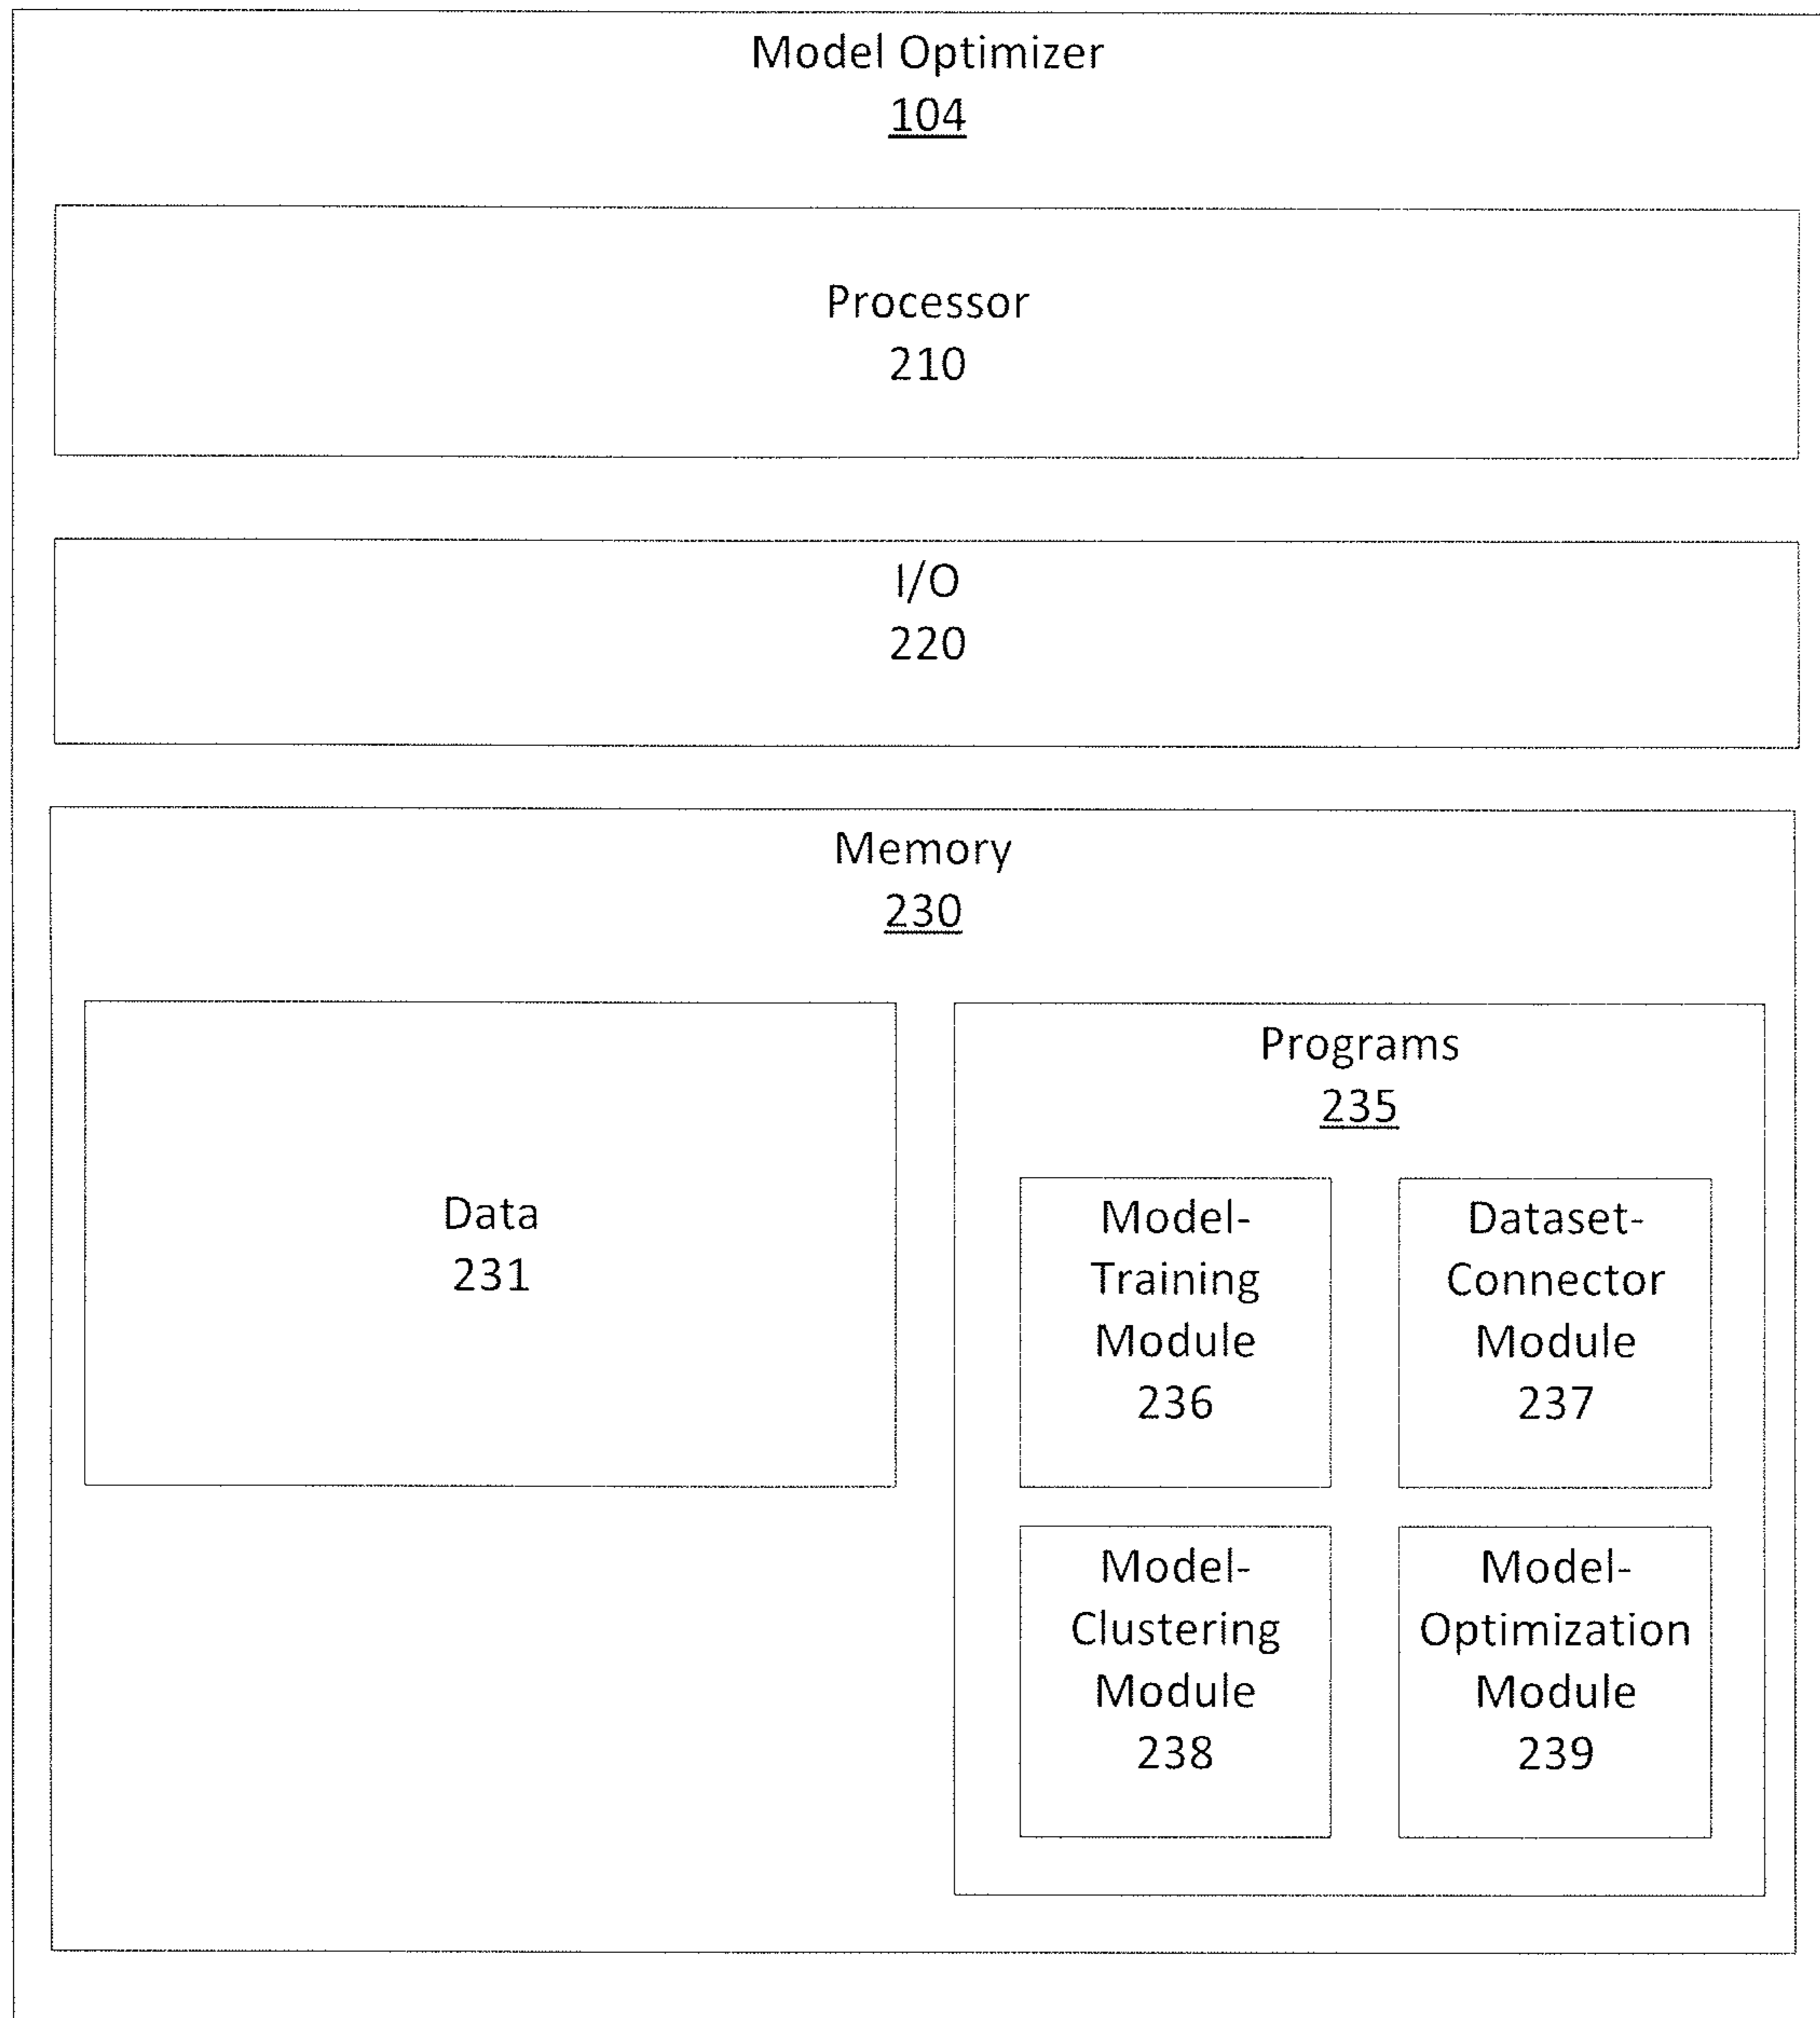 Model Optimizer
104
Processor
210
I/O
220
Memory
230
Data
231
Programs
235
Model-
Training
Module
236
Dataset-
Connector
Module
237
Model-
Clustering
Module
238
Model-
Optimization
Module
239